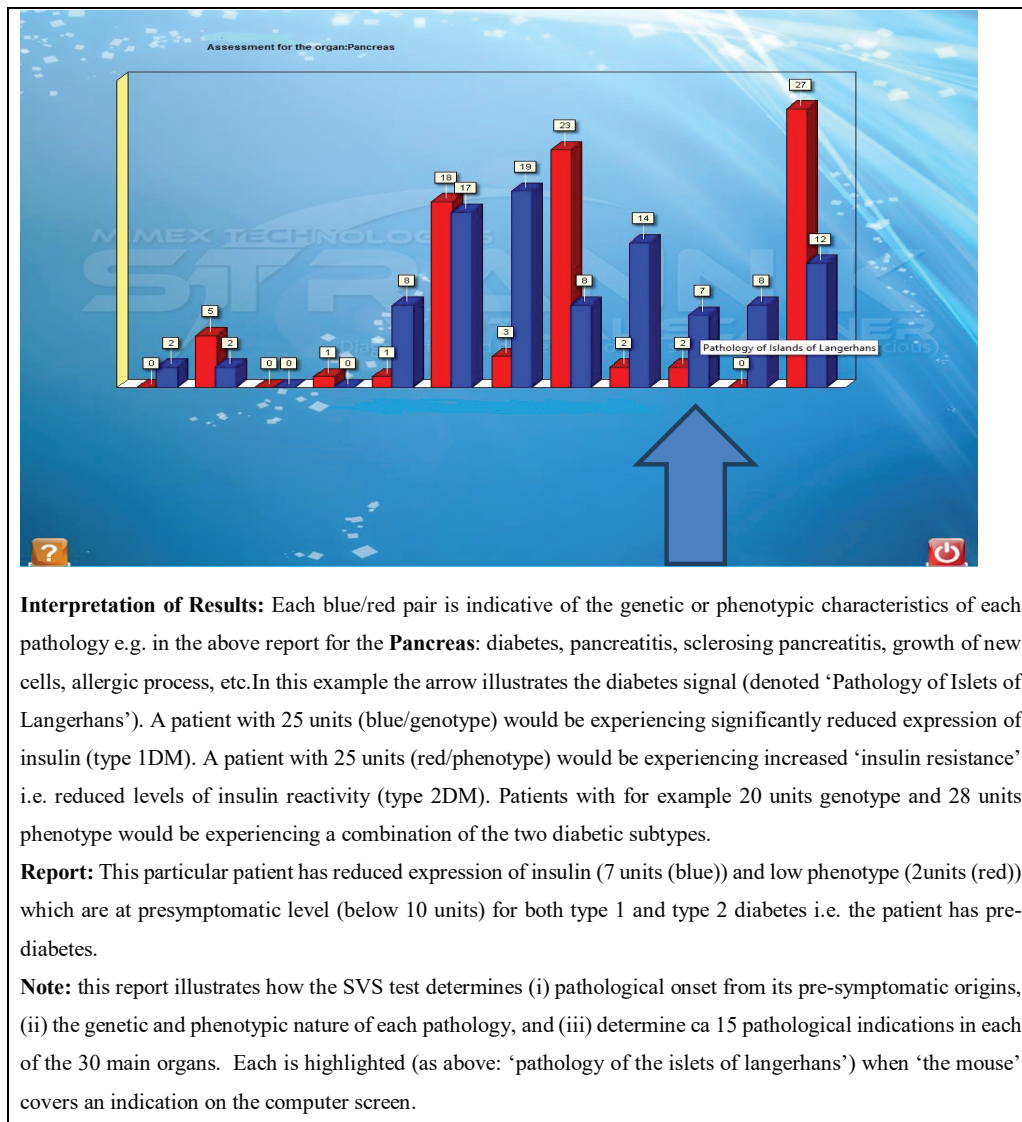 Assessment for the organ:Pancreas
27
23
19
18
17
14
12
8
8
8
7
5
3
2
2
2
2
1
1
0
0
0
0
0
MIMEX TECHNOLOGIES
STRANNIK
Pathology of Islands of Langerhans
?
Interpretation of Results: Each blue/red pair is indicative of the genetic or phenotypic characteristics of each
pathology e.g. in the above report for the Pancreas: diabetes, pancreatitis, sclerosing pancreatitis, growth of new
cells, allergic process, etc.In this example the arrow illustrates the diabetes signal (denoted ‘Pathology of Islets of
Langerhans’). A patient with 25 units (blue/genotype) would be experiencing significantly reduced expression of
insulin (type 1DM). A patient with 25 units (red/phenotype) would be experiencing increased ‘insulin resistance’
i.e. reduced levels of insulin reactivity (type 2DM). Patients with for example 20 units genotype and 28 units
phenotype would be experiencing a combination of the two diabetic subtypes.
Report: This particular patient has reduced expression of insulin (7 units (blue)) and low phenotype (2units (red))
which are at presymptomatic level (below 10 units) for both type 1 and type 2 diabetes i.e. the patient has pre-
diabetes.
Note: this report illustrates how the SVS test determines (i) pathological onset from its pre-symptomatic origins,
(ii) the genetic and phenotypic nature of each pathology, and (iii) determine ca 15 pathological indications in each
of the 30 main organs. Each is highlighted (as above: ‘pathology of the islets of langerhans’) when ‘the mouse’
covers an indication on the computer screen.